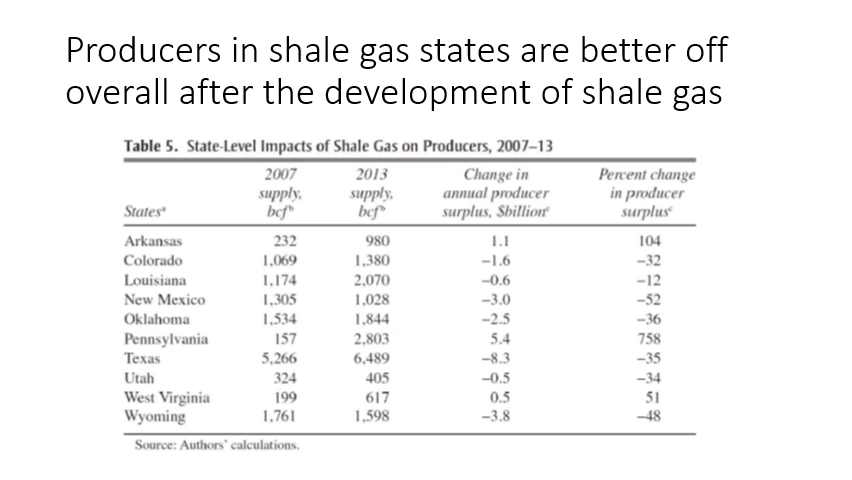 Producers in shale gas states are better off
overall after the development of shale gas
Table 5. State-Level Impacts of Shale Gas on Producers, 2007–13
Statesª 2007 supply, bcfᵇ 2013 supply, bcfᵇ Change in annual producer surplus, $billionᶜ Percent change in producer surplusᶜ
Arkansas 232 980 1.1 104
Colorado 1,069 1,380 −1.6 −32
Louisiana 1,174 2,070 −0.6 −12
New Mexico 1,305 1,028 −3.0 −52
Oklahoma 1,534 1,844 −2.5 −36
Pennsylvania 157 2,803 5.4 758
Texas 5,266 6,489 −8.3 −35
Utah 324 405 −0.5 −34
West Virginia 199 617 0.5 51
Wyoming 1,761 1,598 −3.8 −48
Source: Authors' calculations.